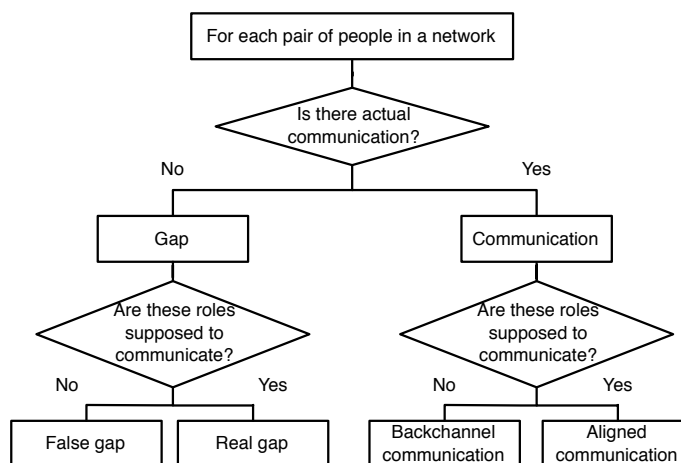 For each pair of people in a network
Is there actual
communication?
No
Yes
Gap
Communication
Are these roles
supposed to
communicate?
Are these roles
supposed to
communicate?
No
Yes
No
Yes
False gap
Real gap
Backchannel
communication
Aligned
communication